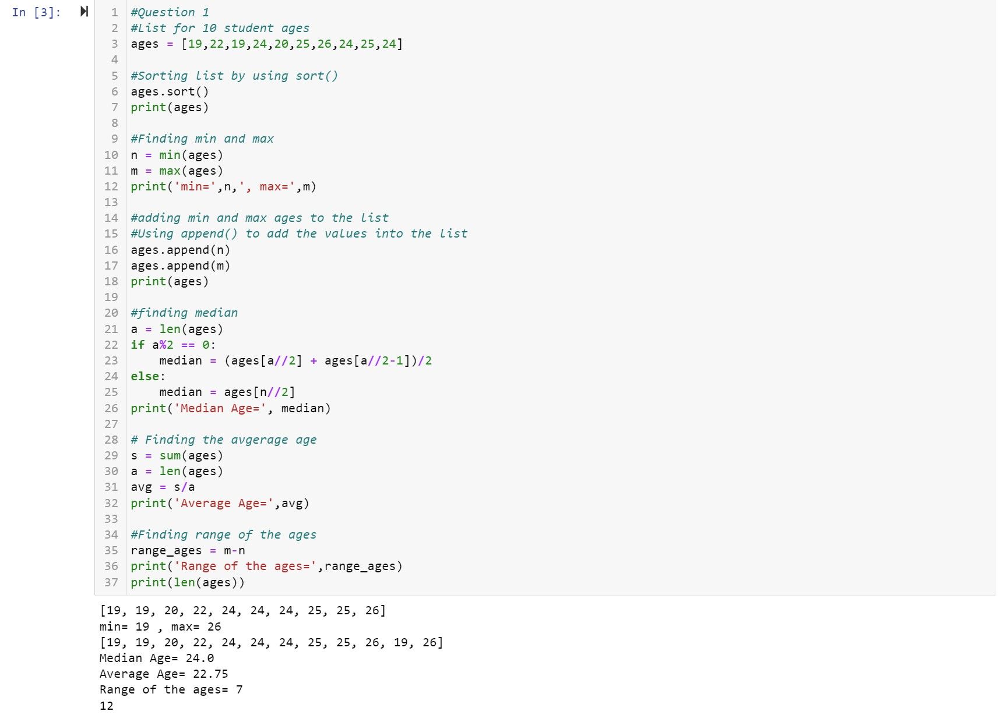 In [3]:
1 #Question 1
2 #List for 10 student ages
3 ages = [19,22,19,24,20,25,26,24,25,24]
4
5 #Sorting list by using sort()
6 ages.sort()
7 print(ages)
8
9 #Finding min and max
10 n = min(ages)
11 m = max(ages)
12 print('min=',n,', max=',m)
13
14 #adding min and max ages to the list
15 #Using append() to add the values into the list
16 ages.append(n)
17 ages.append(m)
18 print(ages)
19
20 #finding median
21 a = len(ages)
22 if a%2 == 0:
23     median = (ages[a//2] + ages[a//2-1])/2
24 else:
25     median = ages[n//2]
26 print('Median Age=', median)
27
28 # Finding the avgerage age
29 s = sum(ages)
30 a = len(ages)
31 avg = s/a
32 print('Average Age=',avg)
33
34 #Finding range of the ages
35 range_ages = m-n
36 print('Range of the ages=',range_ages)
37 print(len(ages))
[19, 19, 20, 22, 24, 24, 24, 25, 25, 26]
min= 19 , max= 26
[19, 19, 20, 22, 24, 24, 24, 25, 25, 26, 19, 26]
Median Age= 24.0
Average Age= 22.75
Range of the ages= 7
12